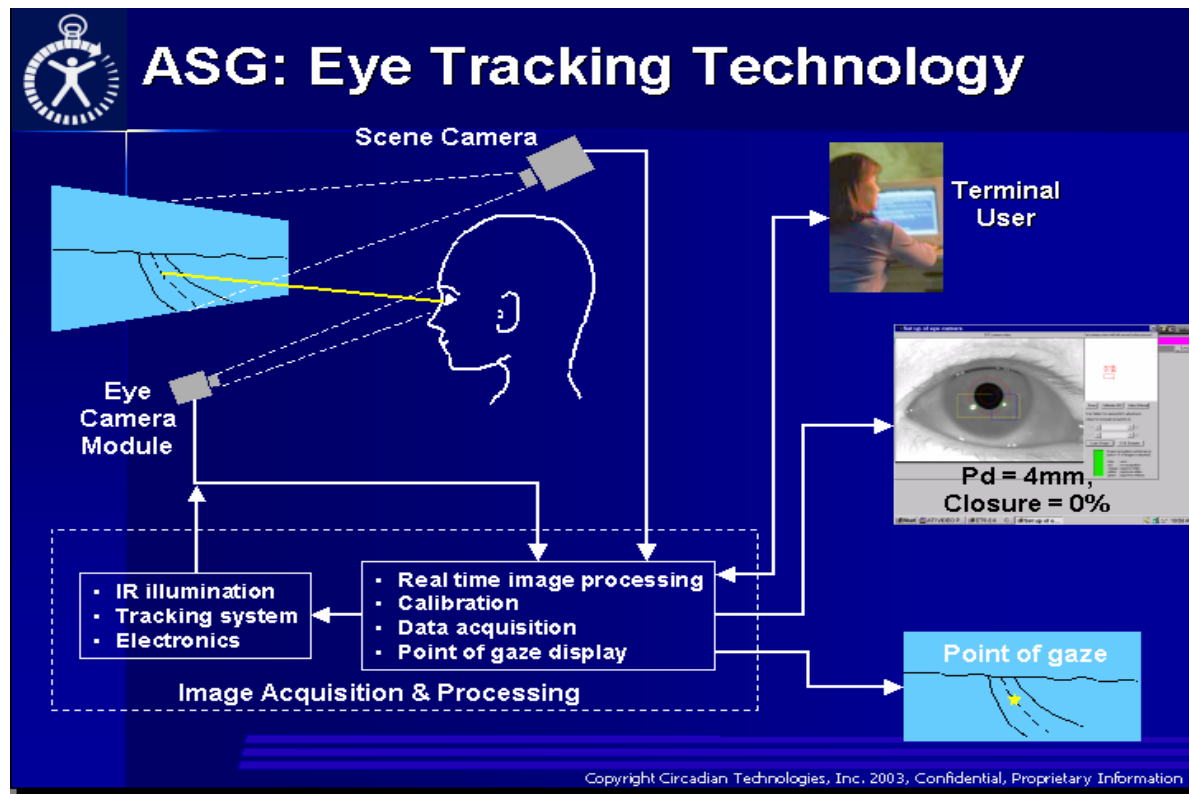 ASG: Eye Tracking Technology
Scene Camera
Terminal
User
Eye
Camera
Module
Pd = 4mm,
Closure = 0%
▪ IR illumination
▪ Tracking system
▪ Electronics
▪ Real time image processing
▪ Calibration
▪ Data acquisition
▪ Point of gaze display
Image Acquisition & Processing
Point of gaze
Copyright Circadian Technologies, Inc. 2003, Confidential, Proprietary Information